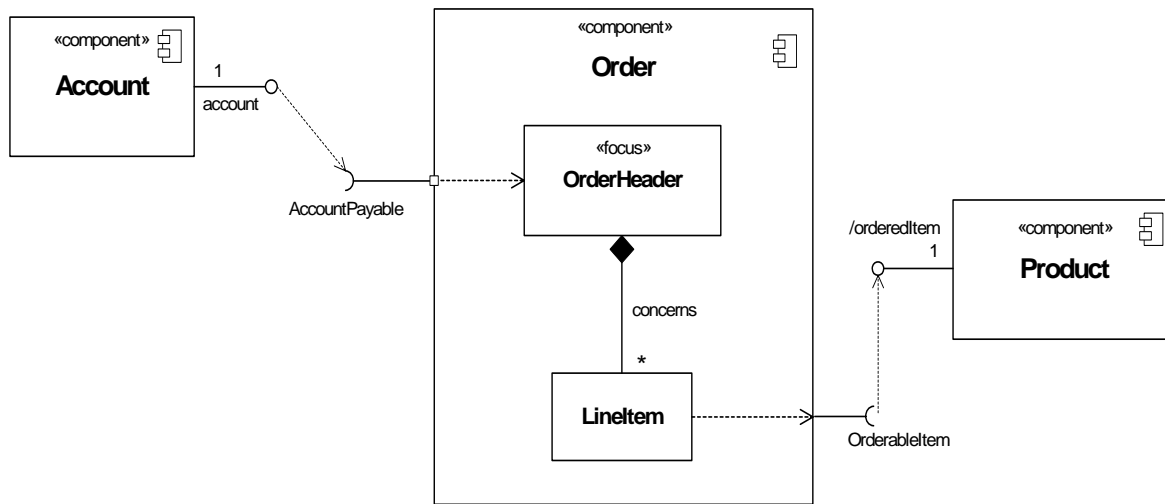 «component»
Account
1
account
AccountPayable
«component»
Order
«focus»
OrderHeader
concerns
*
LineItem
/orderedItem
1
OrderableItem
«component»
Product